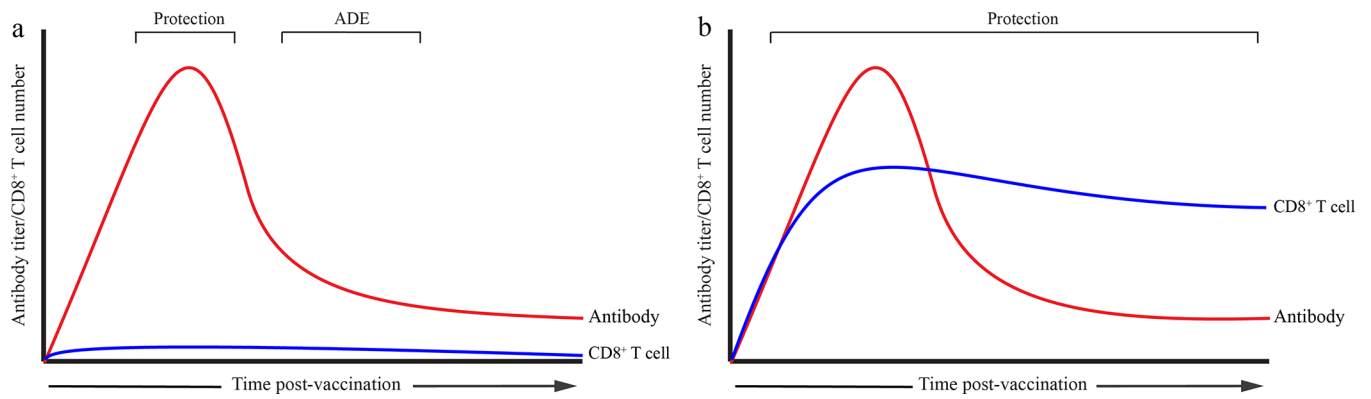 a
Protection
ADE
Antibody titer/CD8⁺ T cell number
Antibody
CD8⁺ T cell
Time post-vaccination
b
Protection
Antibody titer/CD8⁺ T cell number
CD8⁺ T cell
Antibody
Time post-vaccination